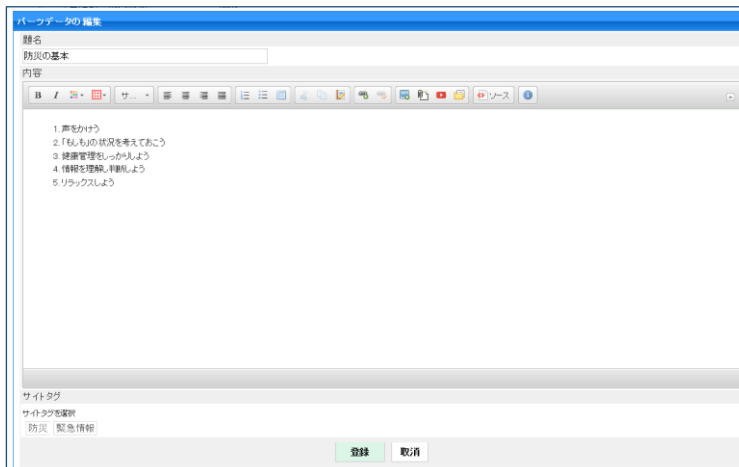 パーツデータの編集
題名
防災の基本
内容
B I サ... ソース
1. 声をかけう
2. 「もしも」の状況を考えておこう
3. 健康管理をしっかりしよう
4. 情報を理解し判断しよう
5. リラックスしよう
サイトタグ
サイトタグを選択
防災 緊急情報
登録 取消